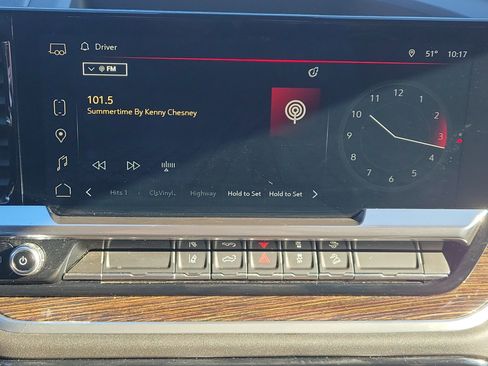 Driver
51° 10:17
FM
101.5
Summertime By Kenny Chesney
Hits 1 Vinyl Highway Hold to Set Hold to Set
12
11 1
10 2
9 3
8 4
7 5
6